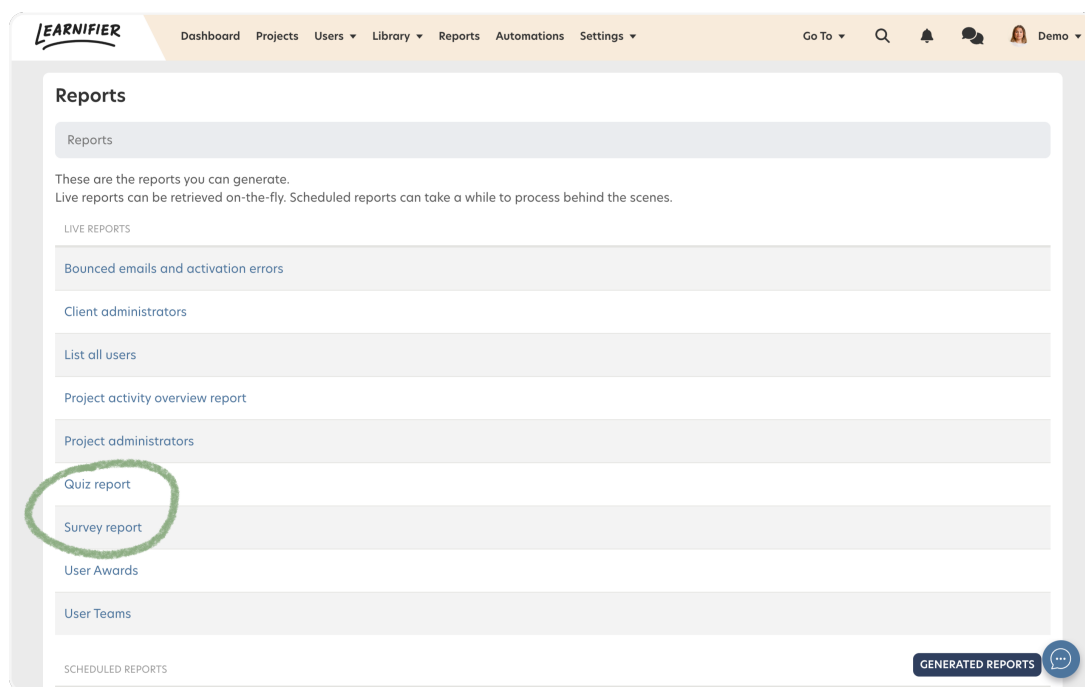 LEARNIFIER
Dashboard Projects Users Library Reports Automations Settings Go To Demo
Reports
Reports
These are the reports you can generate.
Live reports can be retrieved on-the-fly. Scheduled reports can take a while to process behind the scenes.
LIVE REPORTS
Bounced emails and activation errors
Client administrators
List all users
Project activity overview report
Project administrators
Quiz report
Survey report
User Awards
User Teams
SCHEDULED REPORTS GENERATED REPORTS